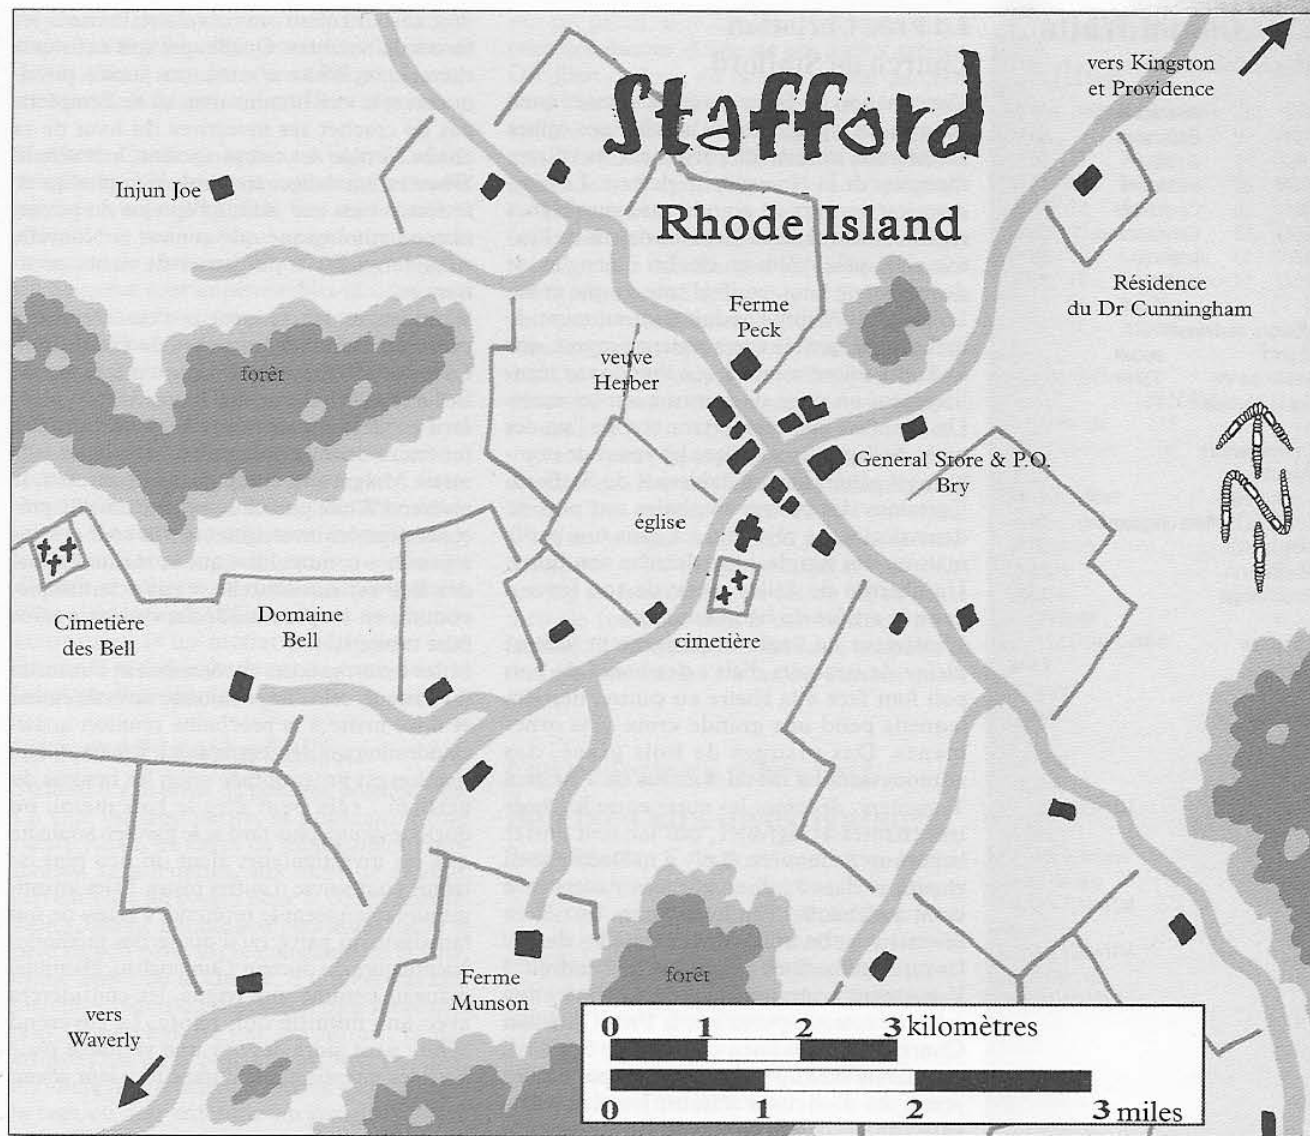 Stafford
Rhode Island
vers Kingston
et Providence
Injun Joe
Résidence
du Dr Cunningham
Ferme
Peck
veuve
Herber
forêt
General Store & P.O.
Bry
église
Cimetière
des Bell
Domaine
Bell
cimetière
Ferme
Munson
forêt
vers
Waverly
0 1 2 3 kilomètres
0 1 2 3 miles